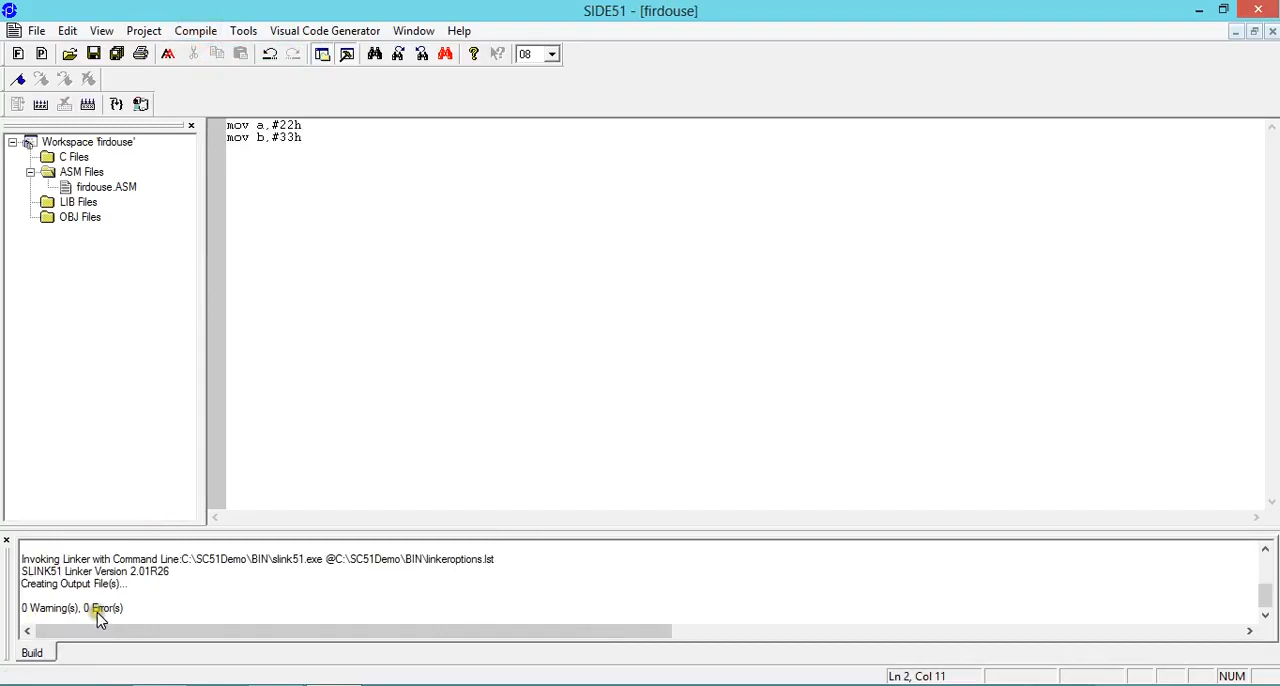 SIDE51 - [firdouse]
File Edit View Project Compile Tools Visual Code Generator Window Help
08
Workspace 'firdouse'
C Files
ASM Files
firdouse.ASM
LIB Files
OBJ Files
mov a,#22h
mov b,#33h
Invoking Linker with Command Line:C:\SC51Demo\BIN\slink51.exe @C:\SC51Demo\BIN\linkeroptions.lst
SLINK51 Linker Version 2.01R26
Creating Output File(s)...
0 Warning(s), 0 Error(s)
Build
Ln 2, Col 11
NUM